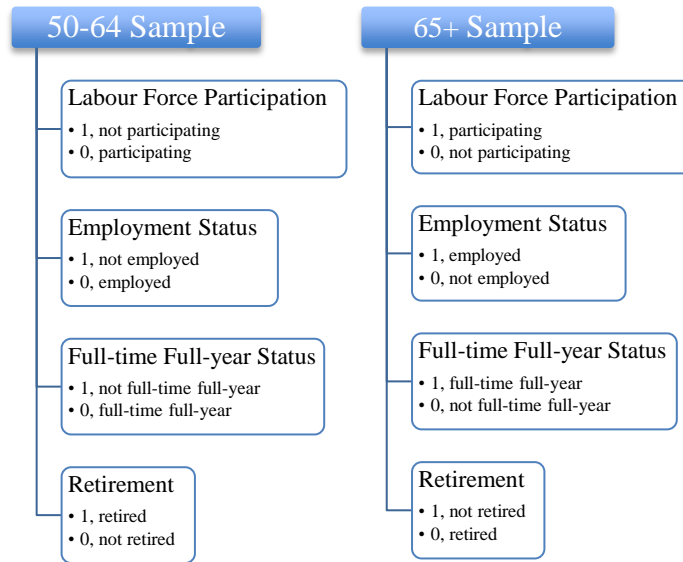 50-64 Sample
Labour Force Participation
• 1, not participating
• 0, participating
Employment Status
• 1, not employed
• 0, employed
Full-time Full-year Status
• 1, not full-time full-year
• 0, full-time full-year
Retirement
• 1, retired
• 0, not retired
65+ Sample
Labour Force Participation
• 1, participating
• 0, not participating
Employment Status
• 1, employed
• 0, not employed
Full-time Full-year Status
• 1, full-time full-year
• 0, not full-time full-year
Retirement
• 1, not retired
• 0, retired